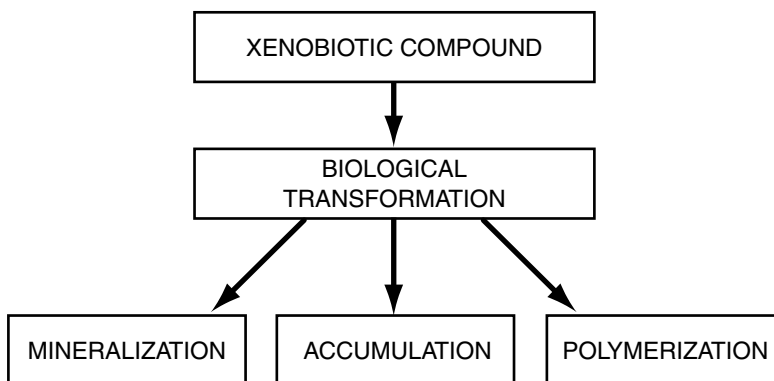 XENOBIOTIC COMPOUND
BIOLOGICAL
TRANSFORMATION
MINERALIZATION
ACCUMULATION
POLYMERIZATION